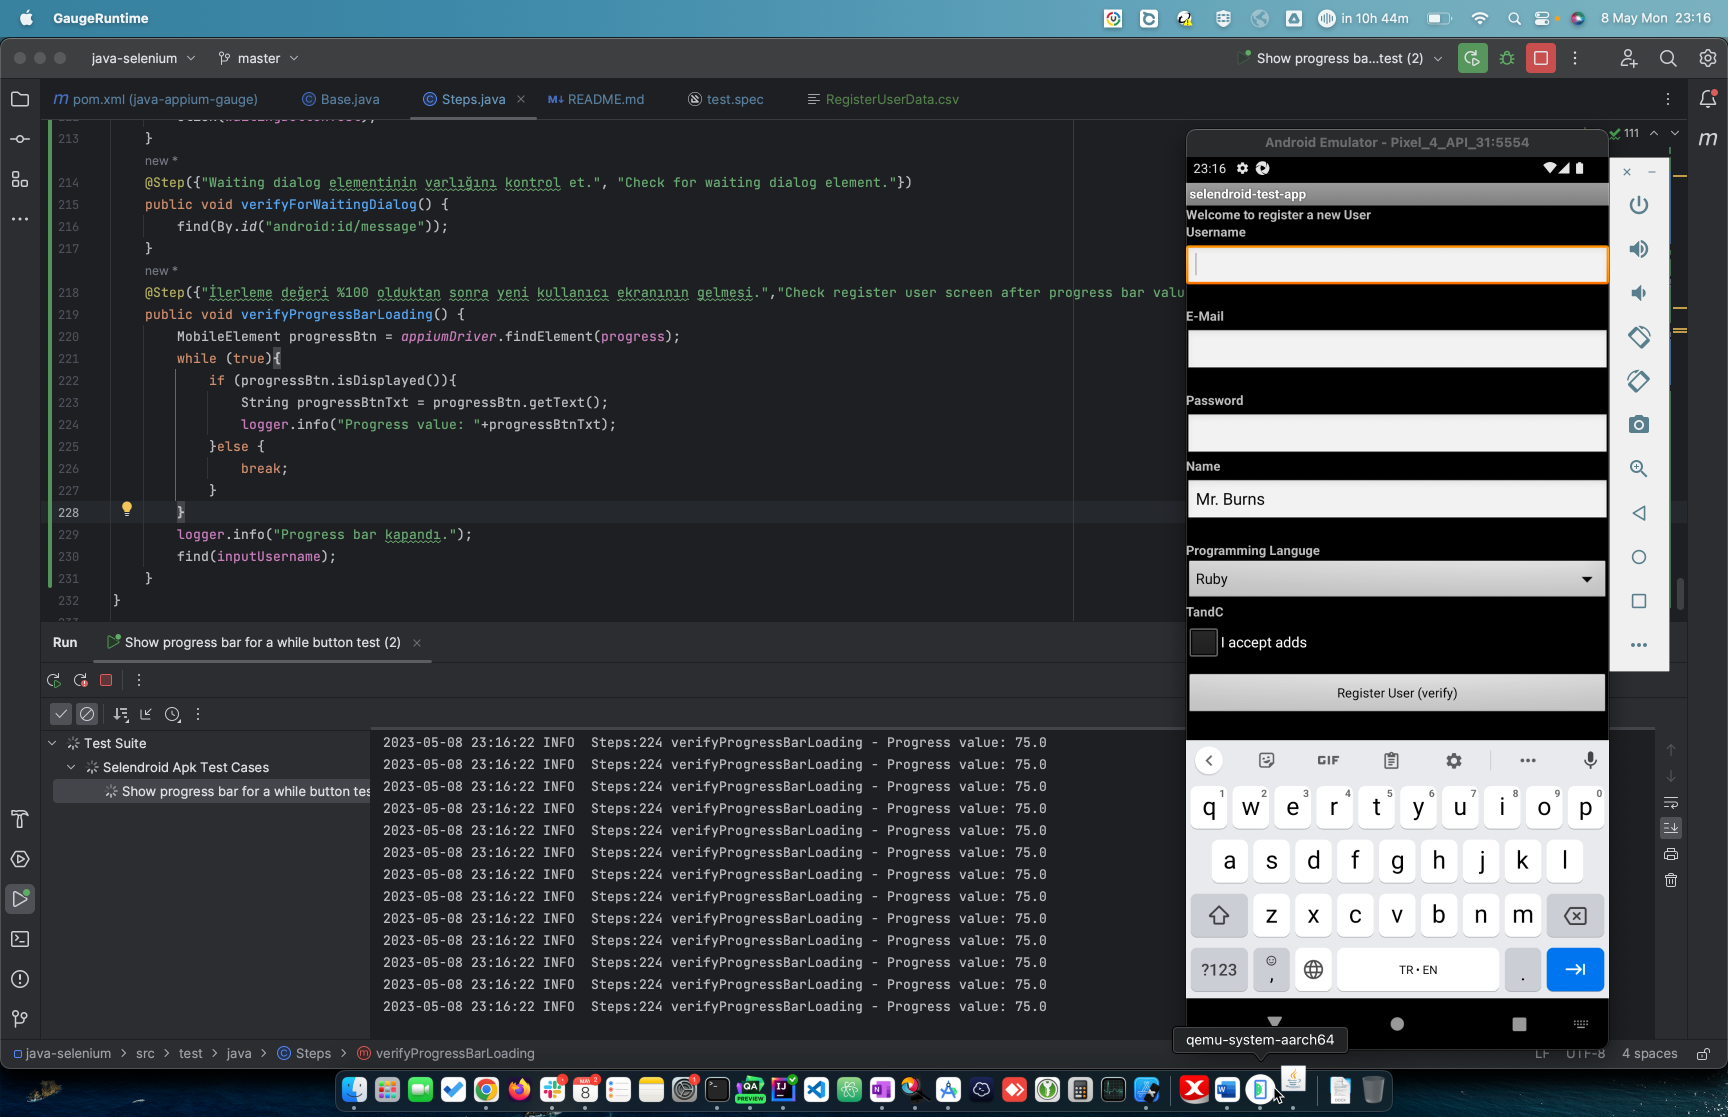 GaugeRuntime
in 10h 44m
8 May Mon 23:16
java-selenium
master
Show progress ba...test (2)
pom.xml (java-appium-gauge)
Base.java
Steps.java
README.md
test.spec
RegisterUserData.csv
111
213 }
new *
214 @Step({"Waiting dialog elementinin varlığını kontrol et.", "Check for waiting dialog element."})
215 public void verifyForWaitingDialog() {
216 find(By.id("android:id/message"));
217 }
new *
218 @Step({"İlerleme değeri %100 olduktan sonra yeni kullanıcı ekranının gelmesi.","Check register user screen after progress bar valu
219 public void verifyProgressBarLoading() {
220 MobileElement progressBtn = appiumDriver.findElement(progress);
221 while (true){
222 if (progressBtn.isDisplayed()){
223 String progressBtnTxt = progressBtn.getText();
224 logger.info("Progress value: "+progressBtnTxt);
225 }else {
226 break;
227 }
228 }
229 logger.info("Progress bar kapandı.");
230 find(inputUsername);
231 }
232 }
Run
Show progress bar for a while button test (2)
Test Suite
Selendroid Apk Test Cases
Show progress bar for a while button tes
2023-05-08 23:16:22 INFO Steps:224 verifyProgressBarLoading - Progress value: 75.0
2023-05-08 23:16:22 INFO Steps:224 verifyProgressBarLoading - Progress value: 75.0
2023-05-08 23:16:22 INFO Steps:224 verifyProgressBarLoading - Progress value: 75.0
2023-05-08 23:16:22 INFO Steps:224 verifyProgressBarLoading - Progress value: 75.0
2023-05-08 23:16:22 INFO Steps:224 verifyProgressBarLoading - Progress value: 75.0
2023-05-08 23:16:22 INFO Steps:224 verifyProgressBarLoading - Progress value: 75.0
2023-05-08 23:16:22 INFO Steps:224 verifyProgressBarLoading - Progress value: 75.0
2023-05-08 23:16:22 INFO Steps:224 verifyProgressBarLoading - Progress value: 75.0
2023-05-08 23:16:22 INFO Steps:224 verifyProgressBarLoading - Progress value: 75.0
2023-05-08 23:16:22 INFO Steps:224 verifyProgressBarLoading - Progress value: 75.0
2023-05-08 23:16:22 INFO Steps:224 verifyProgressBarLoading - Progress value: 75.0
2023-05-08 23:16:22 INFO Steps:224 verifyProgressBarLoading - Progress value: 75.0
2023-05-08 23:16:22 INFO Steps:224 verifyProgressBarLoading - Progress value: 75.0
Android Emulator - Pixel_4_API_31:5554
23:16
selendroid-test-app
Welcome to register a new User
Username
E-Mail
Password
Name
Mr. Burns
Programming Languge
Ruby
TandC
I accept adds
Register User (verify)
GIF
q1 w2 e3 r4 t5 y6 u7 i8 o9 p0
a s d f g h j k l
z x c v b n m
?123 , TR • EN .
qemu-system-aarch64
java-selenium > src > test > java > Steps > verifyProgressBarLoading
LF UTF-8 4 spaces